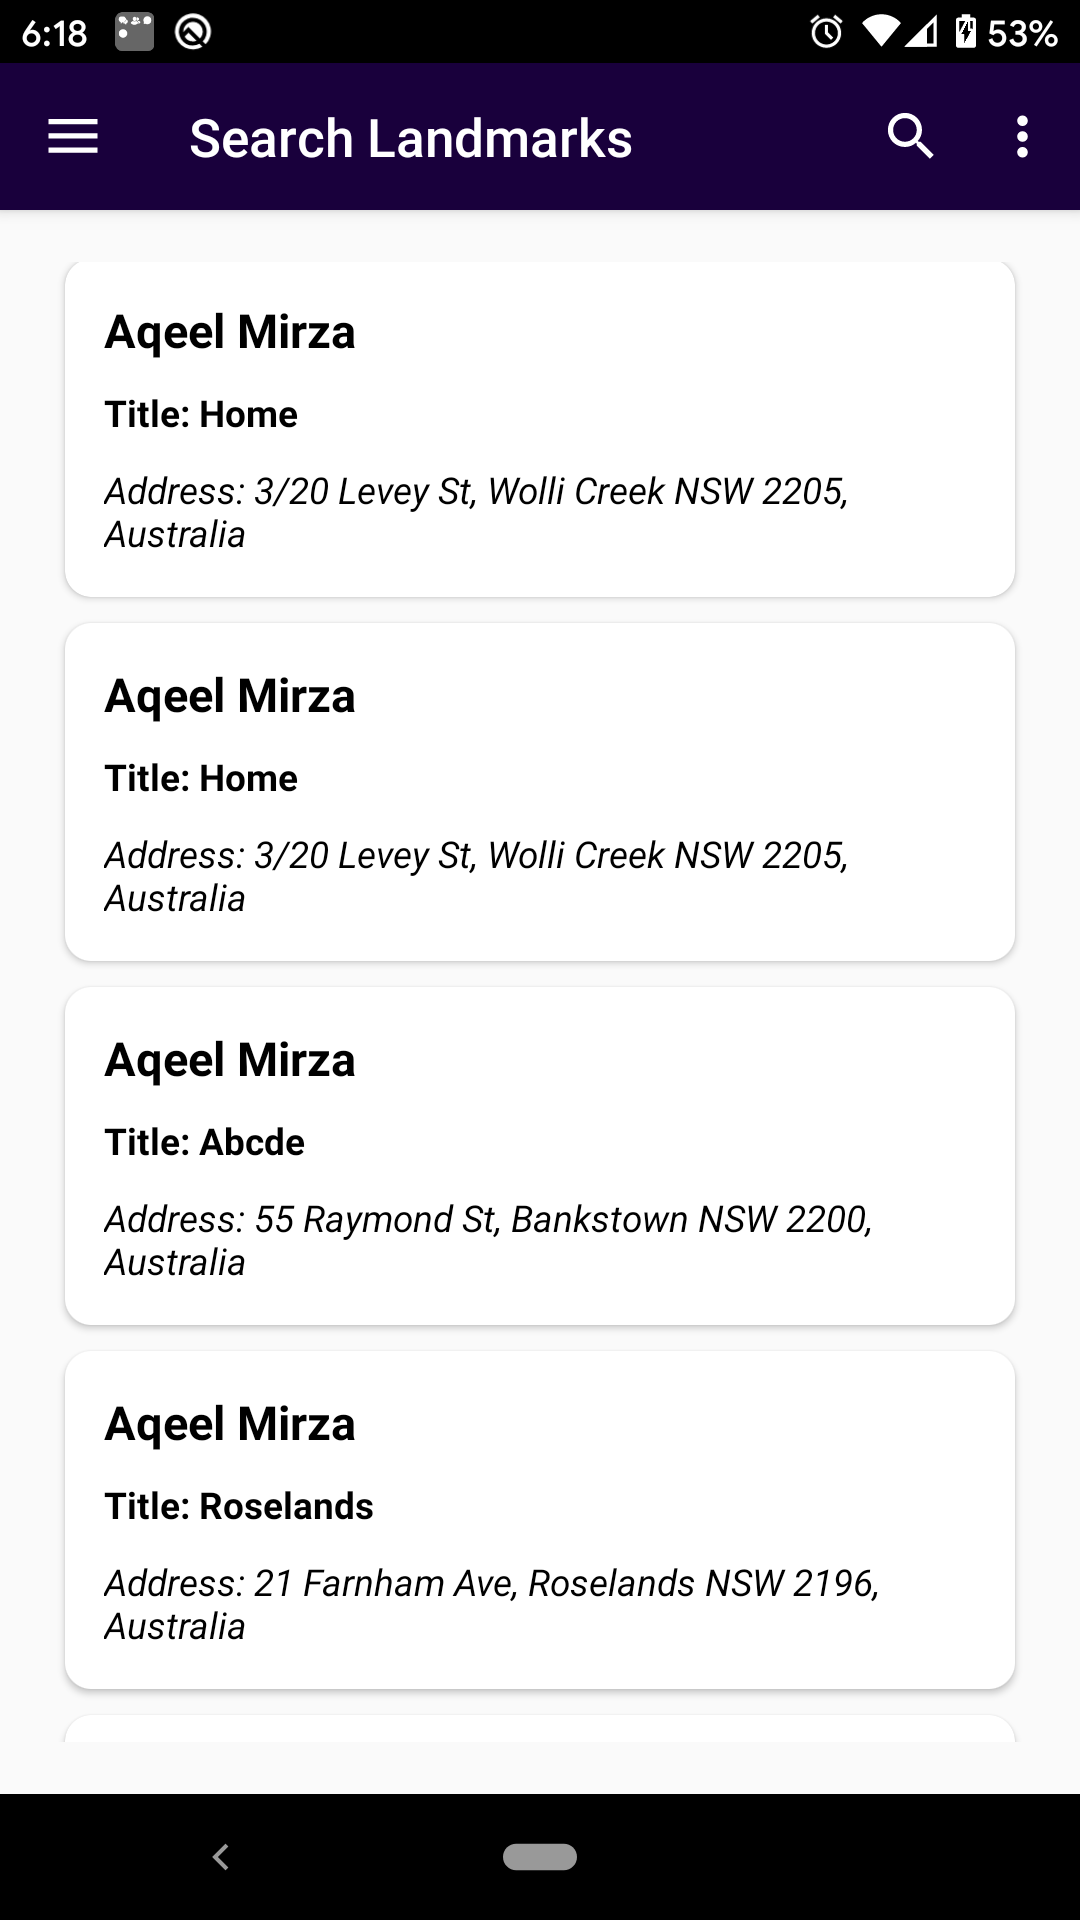 6:18
53%
Search Landmarks
Aqeel Mirza
Title: Home
Address: 3/20 Levey St, Wolli Creek NSW 2205,
Australia
Aqeel Mirza
Title: Home
Address: 3/20 Levey St, Wolli Creek NSW 2205,
Australia
Aqeel Mirza
Title: Abcde
Address: 55 Raymond St, Bankstown NSW 2200,
Australia
Aqeel Mirza
Title: Roselands
Address: 21 Farnham Ave, Roselands NSW 2196,
Australia